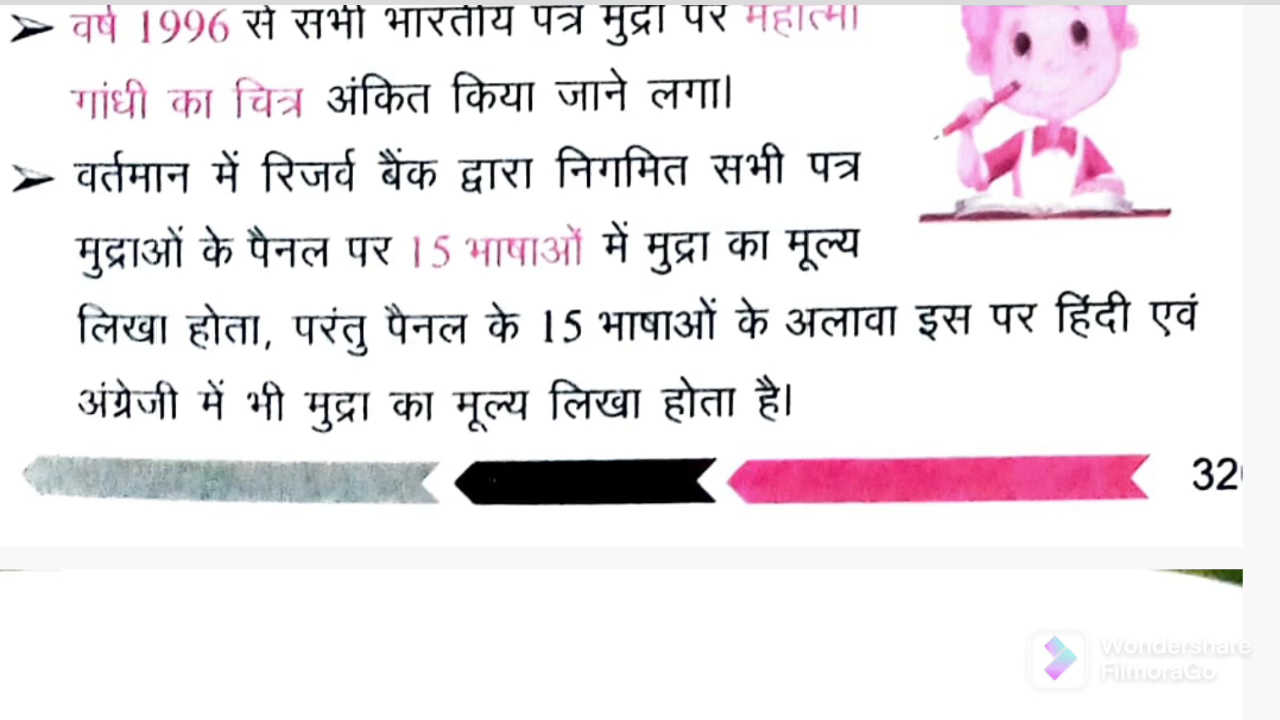 ➢ वर्ष 1996 से सभी भारतीय पत्र मुद्रा पर महात्मा
गांधी का चित्र अंकित किया जाने लगा।
➢ वर्तमान में रिजर्व बैंक द्वारा निगमित सभी पत्र
मुद्राओं के पैनल पर 15 भाषाओं में मुद्रा का मूल्य
लिखा होता, परंतु पैनल के 15 भाषाओं के अलावा इस पर हिंदी एवं
अंग्रेजी में भी मुद्रा का मूल्य लिखा होता है।
Wondershare
FilmoraGo